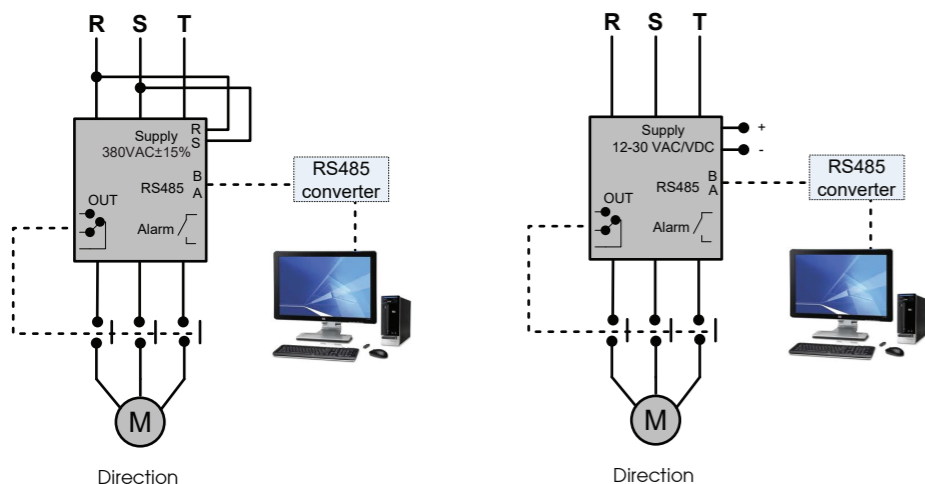 R S T
Supply
380VAC±15%
R
S
B
A
RS485
OUT
Alarm
RS485
converter
M
Direction
R S T
Supply
12-30 VAC/VDC
+
-
B
A
RS485
OUT
Alarm
RS485
converter
M
Direction